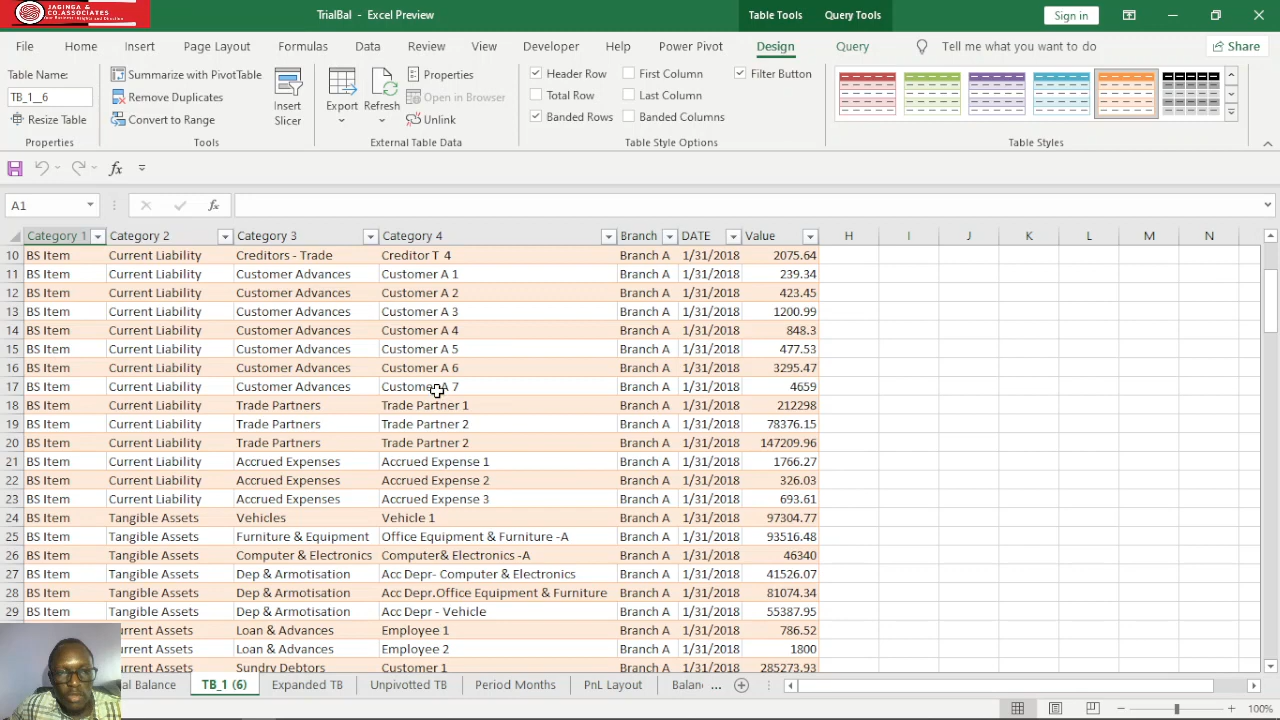 JAGINGA & CO. ASSOCIATES
TrialBal - Excel Preview
Table Tools
Query Tools
Sign in
File Home Insert Page Layout Formulas Data Review View Developer Help Power Pivot Design Query Tell me what you want to do Share
Table Name:
TB_1__6
Resize Table
Properties
Summarize with PivotTable
Remove Duplicates
Convert to Range
Tools
Insert Slicer
Export
Refresh
Properties
Open in Browser
Unlink
External Table Data
Header Row First Column Filter Button
Total Row Last Column
Banded Rows Banded Columns
Table Style Options
Table Styles
A1
fx
Category 1 Category 2 Category 3 Category 4 Branch DATE Value H I J K L M N
10 BS Item Current Liability Creditors - Trade Creditor T 4 Branch A 1/31/2018 2075.64
11 BS Item Current Liability Customer Advances Customer A 1 Branch A 1/31/2018 239.34
12 BS Item Current Liability Customer Advances Customer A 2 Branch A 1/31/2018 423.45
13 BS Item Current Liability Customer Advances Customer A 3 Branch A 1/31/2018 1200.99
14 BS Item Current Liability Customer Advances Customer A 4 Branch A 1/31/2018 848.3
15 BS Item Current Liability Customer Advances Customer A 5 Branch A 1/31/2018 477.53
16 BS Item Current Liability Customer Advances Customer A 6 Branch A 1/31/2018 3295.47
17 BS Item Current Liability Customer Advances Customer A 7 Branch A 1/31/2018 4659
18 BS Item Current Liability Trade Partners Trade Partner 1 Branch A 1/31/2018 212298
19 BS Item Current Liability Trade Partners Trade Partner 2 Branch A 1/31/2018 78376.15
20 BS Item Current Liability Trade Partners Trade Partner 2 Branch A 1/31/2018 147209.96
21 BS Item Current Liability Accrued Expenses Accrued Expense 1 Branch A 1/31/2018 1766.27
22 BS Item Current Liability Accrued Expenses Accrued Expense 2 Branch A 1/31/2018 326.03
23 BS Item Current Liability Accrued Expenses Accrued Expense 3 Branch A 1/31/2018 693.61
24 BS Item Tangible Assets Vehicles Vehicle 1 Branch A 1/31/2018 97304.77
25 BS Item Tangible Assets Furniture & Equipment Office Equipment & Furniture -A Branch A 1/31/2018 93516.48
26 BS Item Tangible Assets Computer & Electronics Computer& Electronics -A Branch A 1/31/2018 46340
27 BS Item Tangible Assets Dep & Armotisation Acc Depr- Computer & Electronics Branch A 1/31/2018 41526.07
28 BS Item Tangible Assets Dep & Armotisation Acc Depr.Office Equipment & Furniture Branch A 1/31/2018 81074.34
29 BS Item Tangible Assets Dep & Armotisation Acc Depr - Vehicle Branch A 1/31/2018 55387.95
urrent Assets Loan & Advances Employee 1 Branch A 1/31/2018 786.52
urrent Assets Loan & Advances Employee 2 Branch A 1/31/2018 1800
urrent Assets Sundry Debtors Customer 1 Branch A 1/31/2018 285273.93
al Balance TB_1 (6) Expanded TB Unpivotted TB Period Months PnL Layout Balanc ...
100%